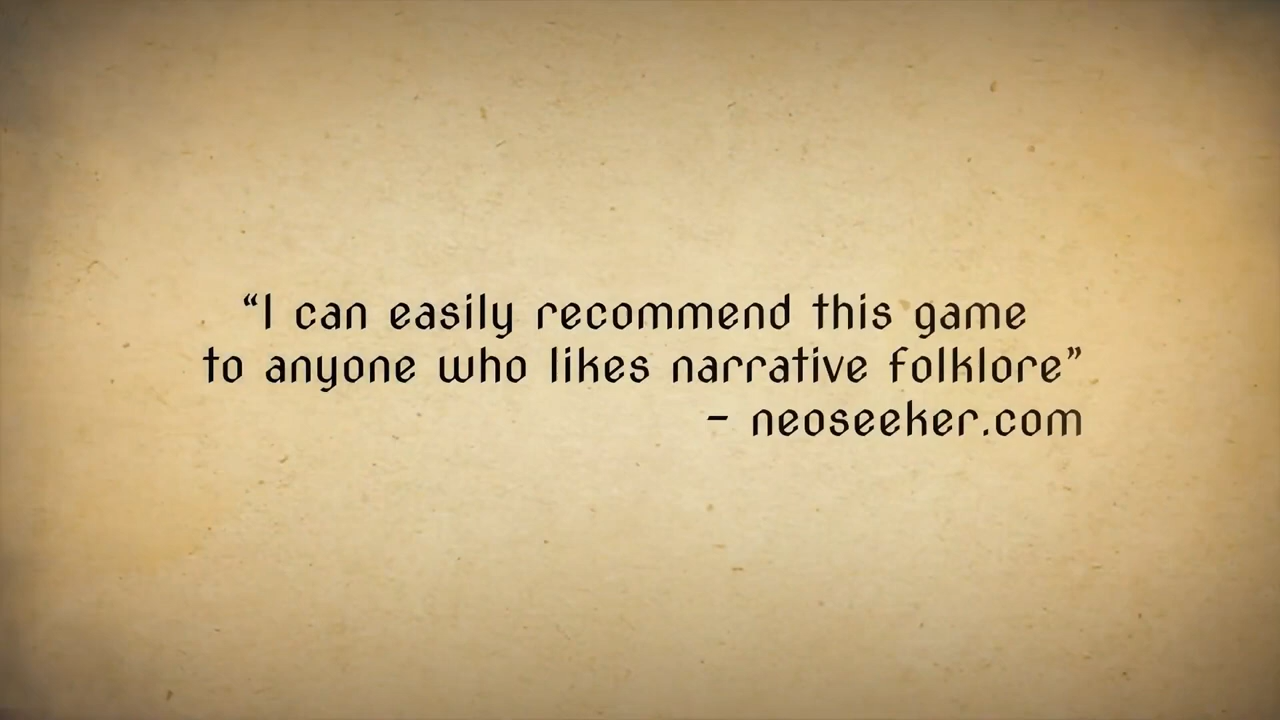 “I can easily recommend this game
to anyone who likes narrative folklore”
– neoseeker.com